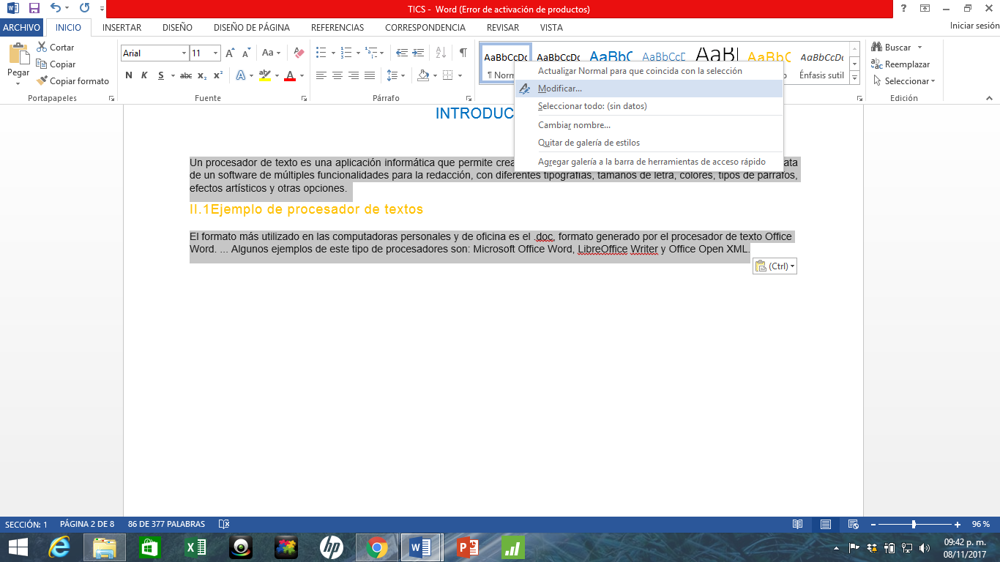 TICS - Word (Error de activación de productos)
ARCHIVO INICIO INSERTAR DISEÑO DISEÑO DE PÁGINA REFERENCIAS CORRESPONDENCIA REVISAR VISTA Iniciar sesión
Pegar
Cortar
Copiar
Copiar formato
Portapapeles
Arial 11
N K S abc x₂ x²
Fuente
Párrafo
AaBbCcDc AaBbCcDc AaBbC AaBbCcD AaB AaBbC AaBbCcDc
¶ Norm Énfasis sutil
Buscar
Reemplazar
Seleccionar
Edición
Actualizar Normal para que coincida con la selección
Modificar...
Seleccionar todo: (sin datos)
Cambiar nombre...
Quitar de galería de estilos
Agregar galería a la barra de herramientas de acceso rápido
INTRODUC
Un procesador de texto es una aplicación informática que permite crea ata
de un software de múltiples funcionalidades para la redacción, con diferentes tipografías, tamaños de letra, colores, tipos de párrafos,
efectos artísticos y otras opciones.
II.1Ejemplo de procesador de textos
El formato más utilizado en las computadoras personales y de oficina es el .doc, formato generado por el procesador de texto Office
Word. ... Algunos ejemplos de este tipo de procesadores son: Microsoft Office Word, LibreOffice Writer y Office Open XML.
(Ctrl)
SECCIÓN: 1 PÁGINA 2 DE 8 86 DE 377 PALABRAS 96 %
09:42 p. m.
08/11/2017